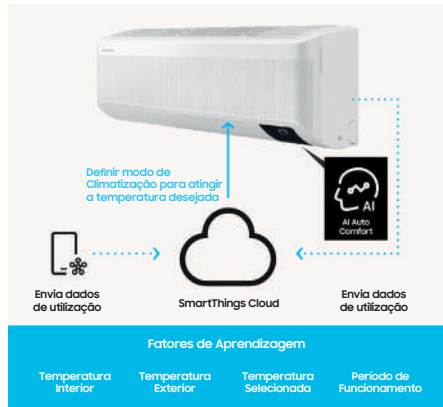 Definir modo de
Climatização para atingir
a temperatura desejada
AI
AI Auto
Comfort
Envia dados
de utilização
SmartThings Cloud
Envia dados
de utilização
Fatores de Aprendizagem
Temperatura
Interior
Temperatura
Exterior
Temperatura
Selecionada
Período de
Funcionamento